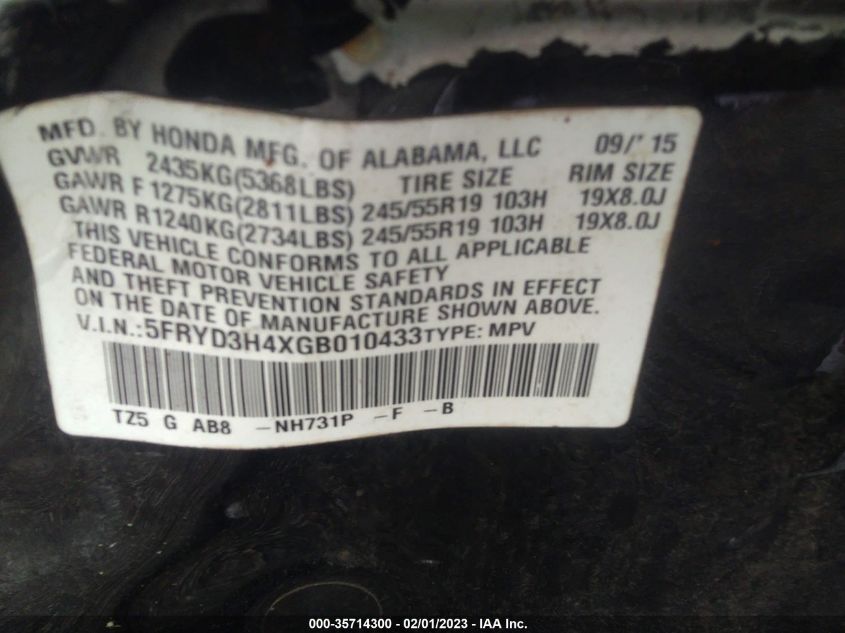 MFD. BY HONDA MFG. OF ALABAMA, LLC 09/'15
GVWR 2435KG(5368LBS) TIRE SIZE RIM SIZE
GAWR F 1275KG(2811LBS) 245/55R19 103H 19X8.0J
GAWR R 1240KG(2734LBS) 245/55R19 103H 19X8.0J
THIS VEHICLE CONFORMS TO ALL APPLICABLE
FEDERAL MOTOR VEHICLE SAFETY
AND THEFT PREVENTION STANDARDS IN EFFECT
ON THE DATE OF MANUFACTURE SHOWN ABOVE.
V.I.N.:5FRYD3H4XGB010433 TYPE: MPV
TZ5 G AB8 -NH731P -F -B
000-35714300 - 02/01/2023 - IAA Inc.